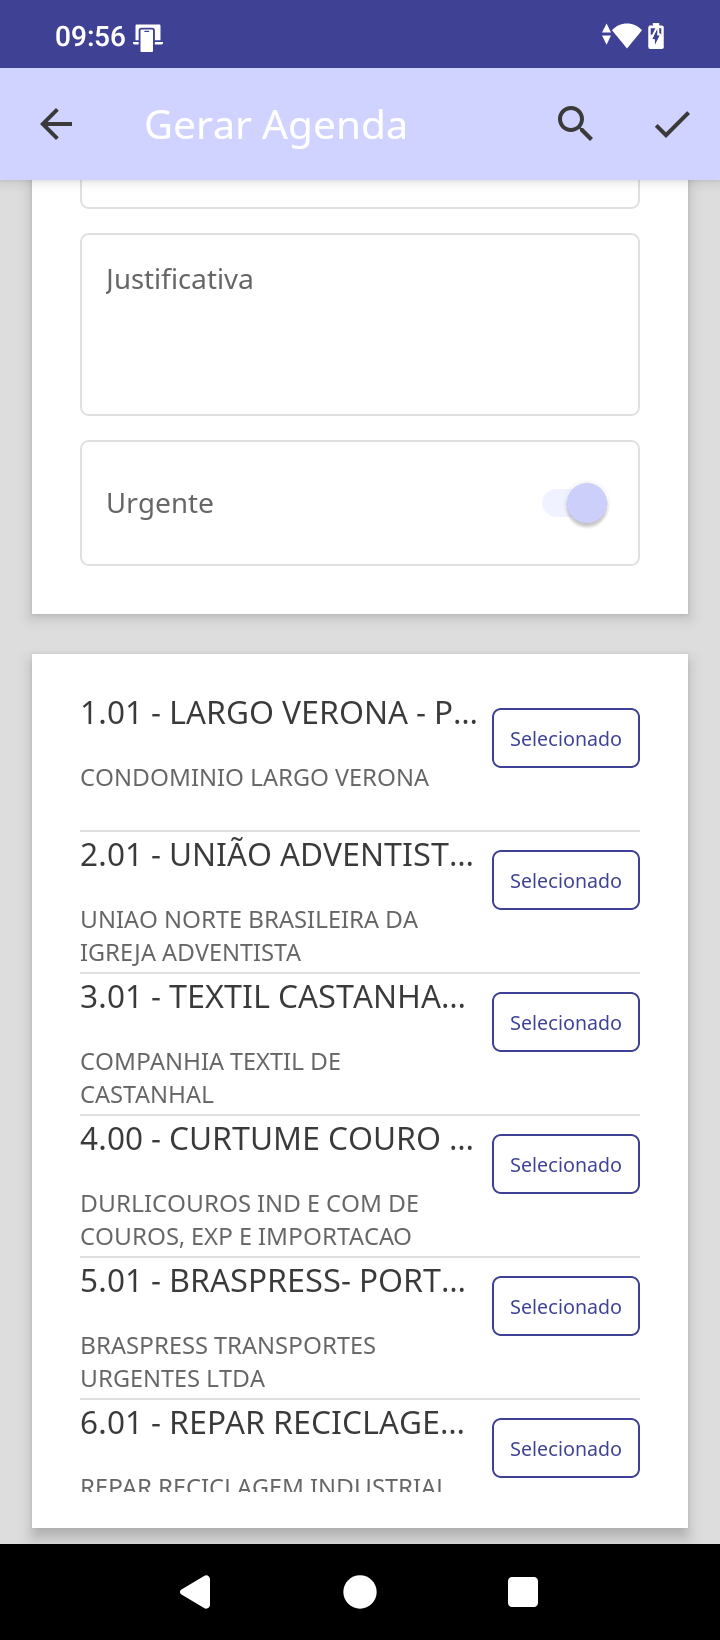 09:56
Gerar Agenda
Justificativa
Urgente
1.01 - LARGO VERONA - P...
Selecionado
CONDOMINIO LARGO VERONA
2.01 - UNIÃO ADVENTIST...
Selecionado
UNIAO NORTE BRASILEIRA DA
IGREJA ADVENTISTA
3.01 - TEXTIL CASTANHA...
Selecionado
COMPANHIA TEXTIL DE
CASTANHAL
4.00 - CURTUME COURO ...
Selecionado
DURLICOUROS IND E COM DE
COUROS, EXP E IMPORTACAO
5.01 - BRASPRESS- PORT...
Selecionado
BRASPRESS TRANSPORTES
URGENTES LTDA
6.01 - REPAR RECICLAGE...
Selecionado
REPAR RECICLAGEM INDUSTRIAL